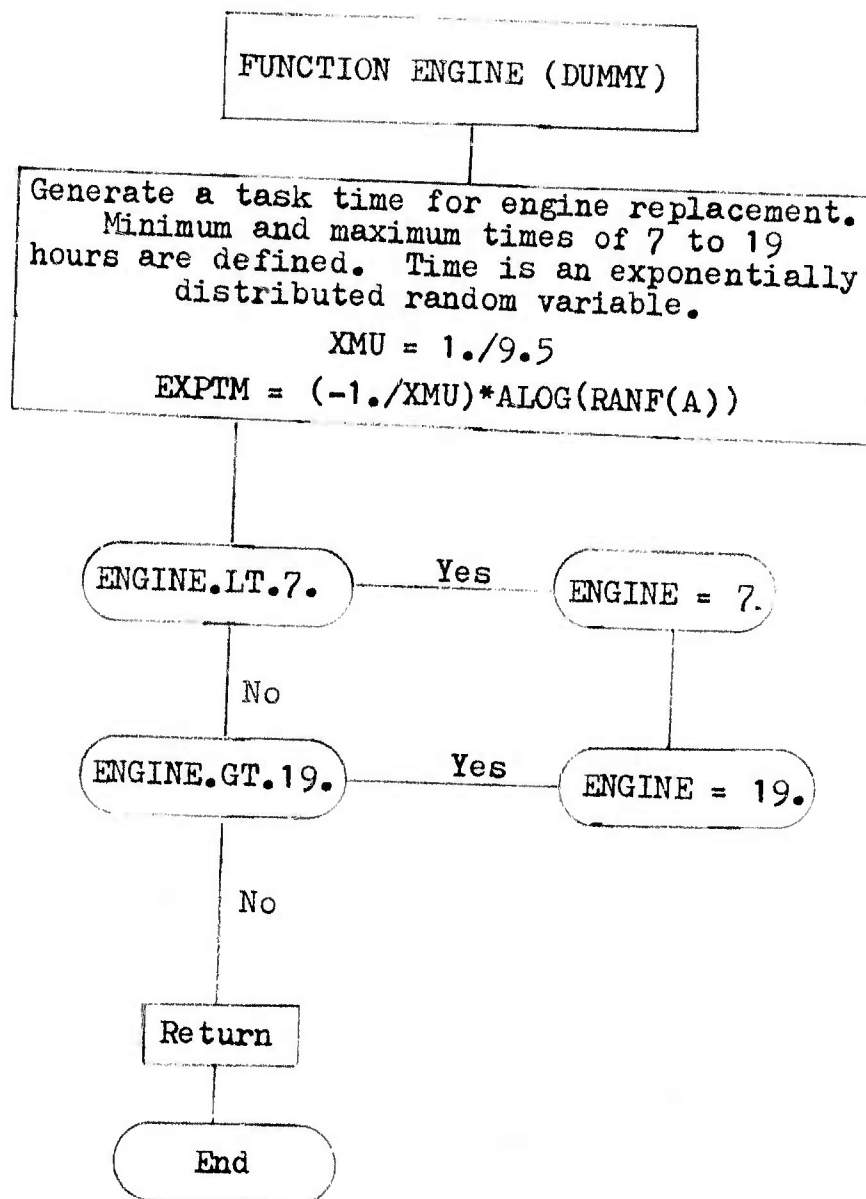 FUNCTION ENGINE (DUMMY)
Generate a task time for engine replacement.
Minimum and maximum times of 7 to 19
hours are defined. Time is an exponentially
distributed random variable.
XMU = 1./9.5
EXPTM = (-1./XMU)*ALOG(RANF(A))
ENGINE.LT.7.
Yes
ENGINE = 7.
No
ENGINE.GT.19.
Yes
ENGINE = 19.
No
Return
End